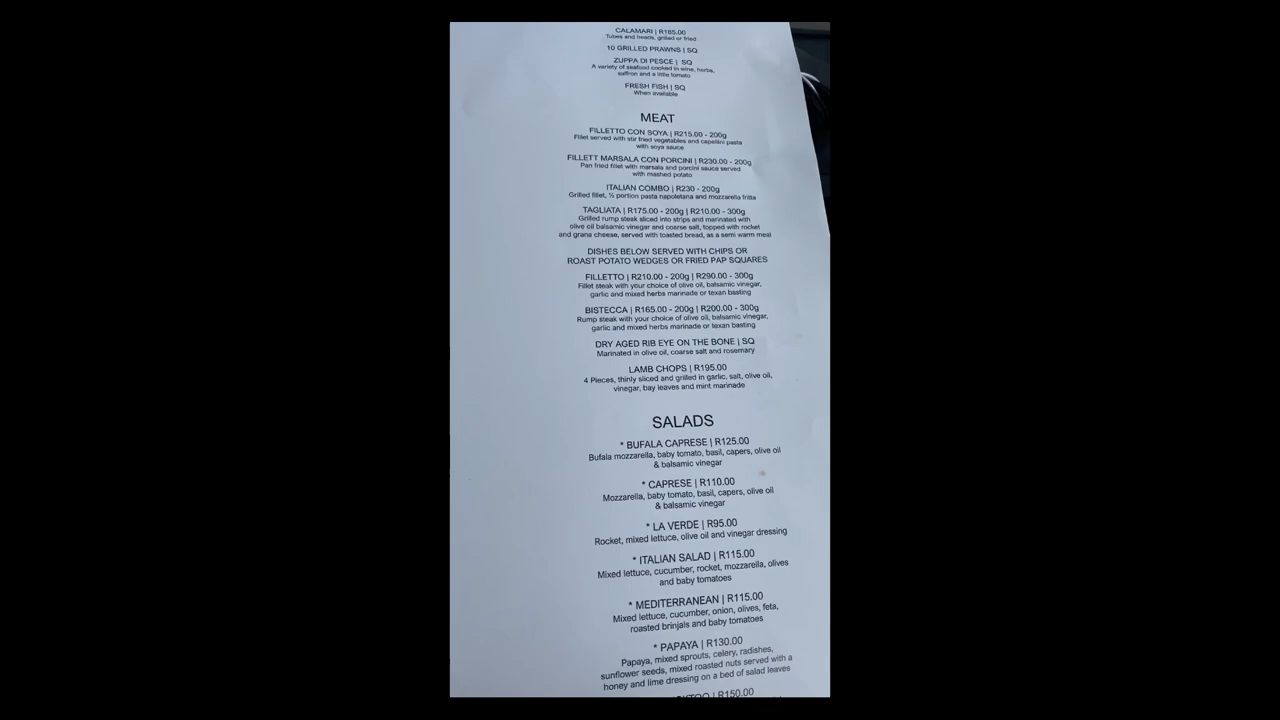 CALAMARI | R185.00
Tubes and heads, grilled or fried
10 GRILLED PRAWNS | SQ
ZUPPA DI PESCE | SQ
A variety of seafood cooked in wine, herbs,
saffron and a little tomato
FRESH FISH | SQ
When available
MEAT
FILLETTO CON SOYA | R215.00 - 200g
Fillet served with stir fried vegetables and capellini pasta
with soya sauce
FILLETT MARSALA CON PORCINI | R230.00 - 200g
Pan fried fillet with marsala and porcini sauce served
with mashed potato
ITALIAN COMBO | R230 - 200g
Grilled fillet, ½ portion pasta napoletana and mozzarella fritta
TAGLIATA | R175.00 - 200g | R210.00 - 300g
Grilled rump steak sliced into strips and marinated with
olive oil balsamic vinegar and coarse salt, topped with rocket
and grana cheese, served with toasted bread, as a semi warm meal
DISHES BELOW SERVED WITH CHIPS OR
ROAST POTATO WEDGES OR FRIED PAP SQUARES
FILLETTO | R210.00 - 200g | R290.00 - 300g
Fillet steak with your choice of olive oil, balsamic vinegar,
garlic and mixed herbs marinade or texan basting
BISTECCA | R165.00 - 200g | R200.00 - 300g
Rump steak with your choice of olive oil, balsamic vinegar,
garlic and mixed herbs marinade or texan basting
DRY AGED RIB EYE ON THE BONE | SQ
Marinated in olive oil, coarse salt and rosemary
LAMB CHOPS | R195.00
4 Pieces, thinly sliced and grilled in garlic, salt, olive oil,
vinegar, bay leaves and mint marinade
SALADS
* BUFALA CAPRESE | R125.00
Bufala mozzarella, baby tomato, basil, capers, olive oil
& balsamic vinegar
* CAPRESE | R110.00
Mozzarella, baby tomato, basil, capers, olive oil
& balsamic vinegar
* LA VERDE | R95.00
Rocket, mixed lettuce, olive oil and vinegar dressing
* ITALIAN SALAD | R115.00
Mixed lettuce, cucumber, rocket, mozzarella, olives
and baby tomatoes
* MEDITERRANEAN | R115.00
Mixed lettuce, cucumber, onion, olives, feta,
roasted brinjals and baby tomatoes
* PAPAYA | R130.00
Papaya, mixed sprouts, celery, radishes,
sunflower seeds, mixed roasted nuts served with a
honey and lime dressing on a bed of salad leaves
| R150.00